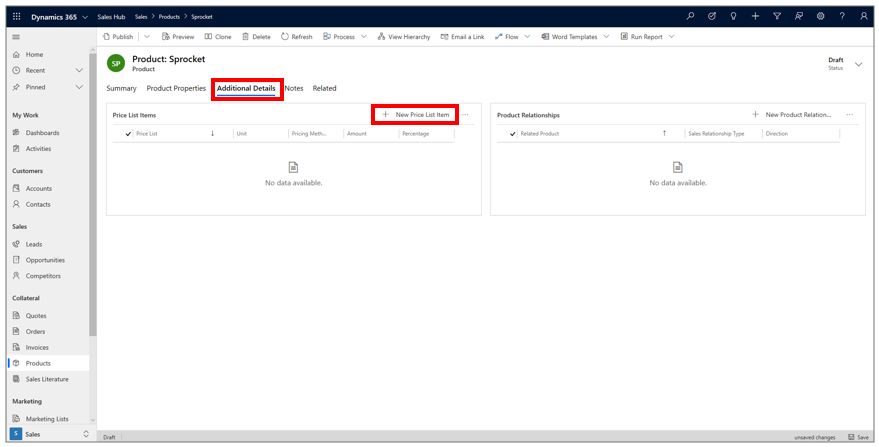 Dynamics 365 Sales Hub Sales > Products > Sprocket
Publish Preview Clone Delete Refresh Process View Hierarchy Email a Link Flow Word Templates Run Report
Home
Recent
Pinned
My Work
Dashboards
Activities
Customers
Accounts
Contacts
Sales
Leads
Opportunities
Competitors
Collateral
Quotes
Orders
Invoices
Products
Sales Literature
Marketing
Marketing Lists
S Sales
SP
Product: Sprocket
Product
Draft
Status
Summary Product Properties Additional Details Notes Related
Price List Items + New Price List Item ...
Price List Unit Pricing Meth... Amount Percentage
No data available.
Product Relationships + New Product Relation... ...
Related Product Sales Relationship Type Direction
No data available.
Draft unsaved changes Save